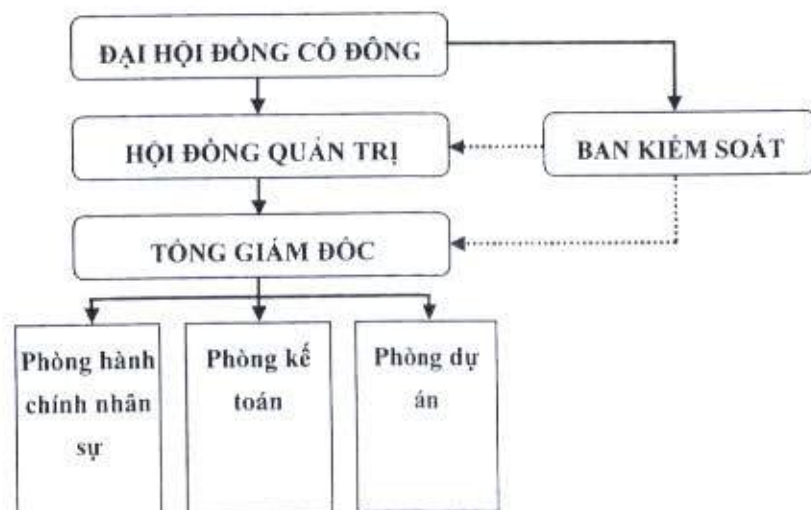 ĐẠI HỘI ĐỒNG CỔ ĐÔNG
HỘI ĐỒNG QUẢN TRỊ
BAN KIỂM SOÁT
TỔNG GIÁM ĐỐC
Phòng hành
chính nhân
sự
Phòng kế
toán
Phòng dự
án